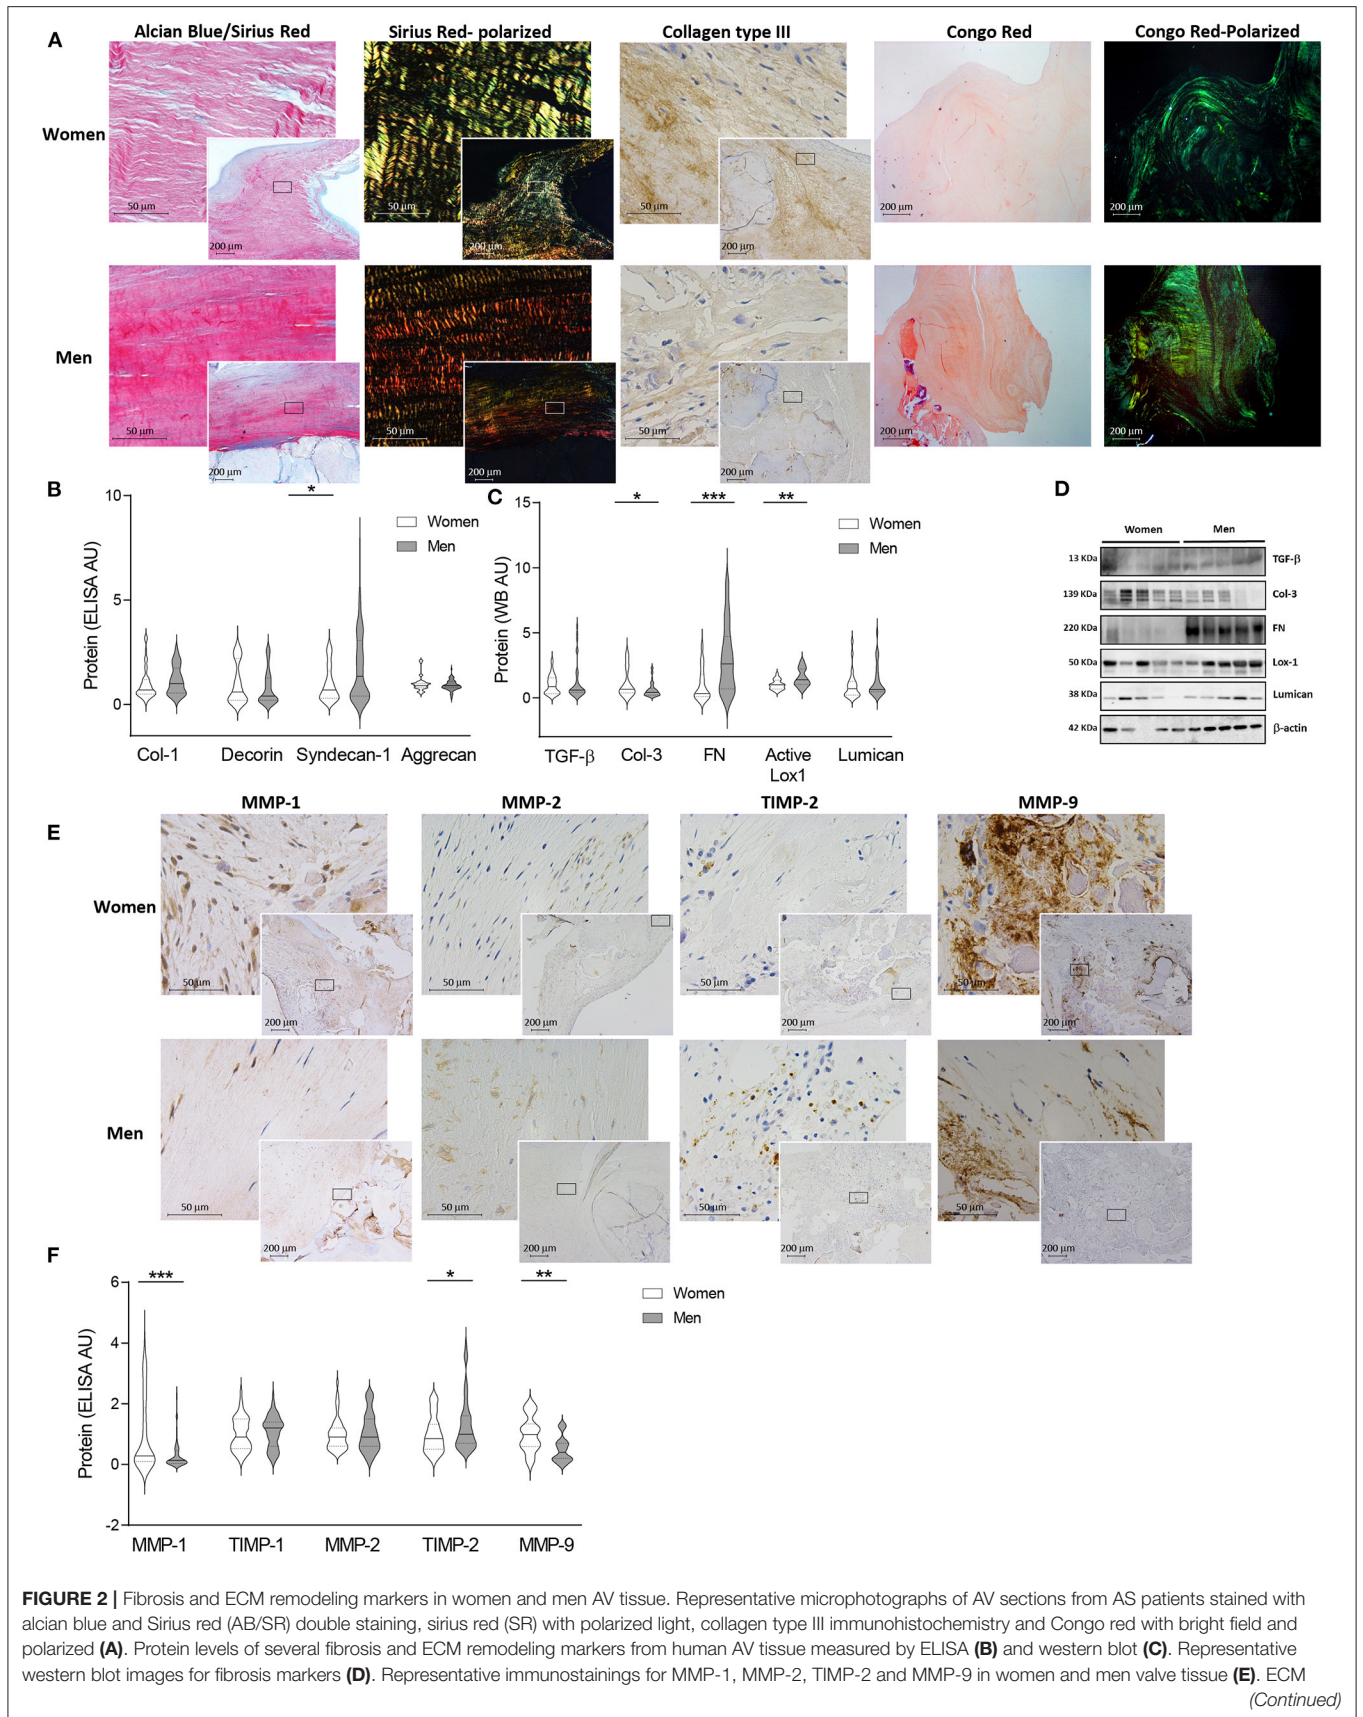 A
Alcian Blue/Sirius Red
Sirius Red- polarized
Collagen type III
Congo Red
Congo Red-Polarized
Women
50 µm
200 µm
50 µm
200 µm
50 µm
200 µm
200 µm
200 µm
Men
50 µm
200 µm
50 µm
200 µm
50 µm
200 µm
200 µm
200 µm
B
Protein (ELISA AU)
10
5
0
*
Women
Men
Col-1
Decorin
Syndecan-1
Aggrecan
C
Protein (WB AU)
15
10
5
0
*
***
**
Women
Men
TGF-β
Col-3
FN
Active
Lox1
Lumican
D
Women
Men
13 KDa
TGF-β
139 KDa
Col-3
220 KDa
FN
50 KDa
Lox-1
38 KDa
Lumican
42 KDa
β-actin
E
MMP-1
MMP-2
TIMP-2
MMP-9
Women
50 µm
200 µm
50 µm
200 µm
50 µm
200 µm
50 µm
200 µm
Men
50 µm
200 µm
50 µm
200 µm
50 µm
200 µm
50 µm
200 µm
F
Protein (ELISA AU)
6
4
2
0
-2
***
*
**
Women
Men
MMP-1
TIMP-1
MMP-2
TIMP-2
MMP-9
FIGURE 2 | Fibrosis and ECM remodeling markers in women and men AV tissue. Representative microphotographs of AV sections from AS patients stained with
alcian blue and Sirius red (AB/SR) double staining, sirius red (SR) with polarized light, collagen type III immunohistochemistry and Congo red with bright field and
polarized (A). Protein levels of several fibrosis and ECM remodeling markers from human AV tissue measured by ELISA (B) and western blot (C). Representative
western blot images for fibrosis markers (D). Representative immunostainings for MMP-1, MMP-2, TIMP-2 and MMP-9 in women and men valve tissue (E). ECM
(Continued)